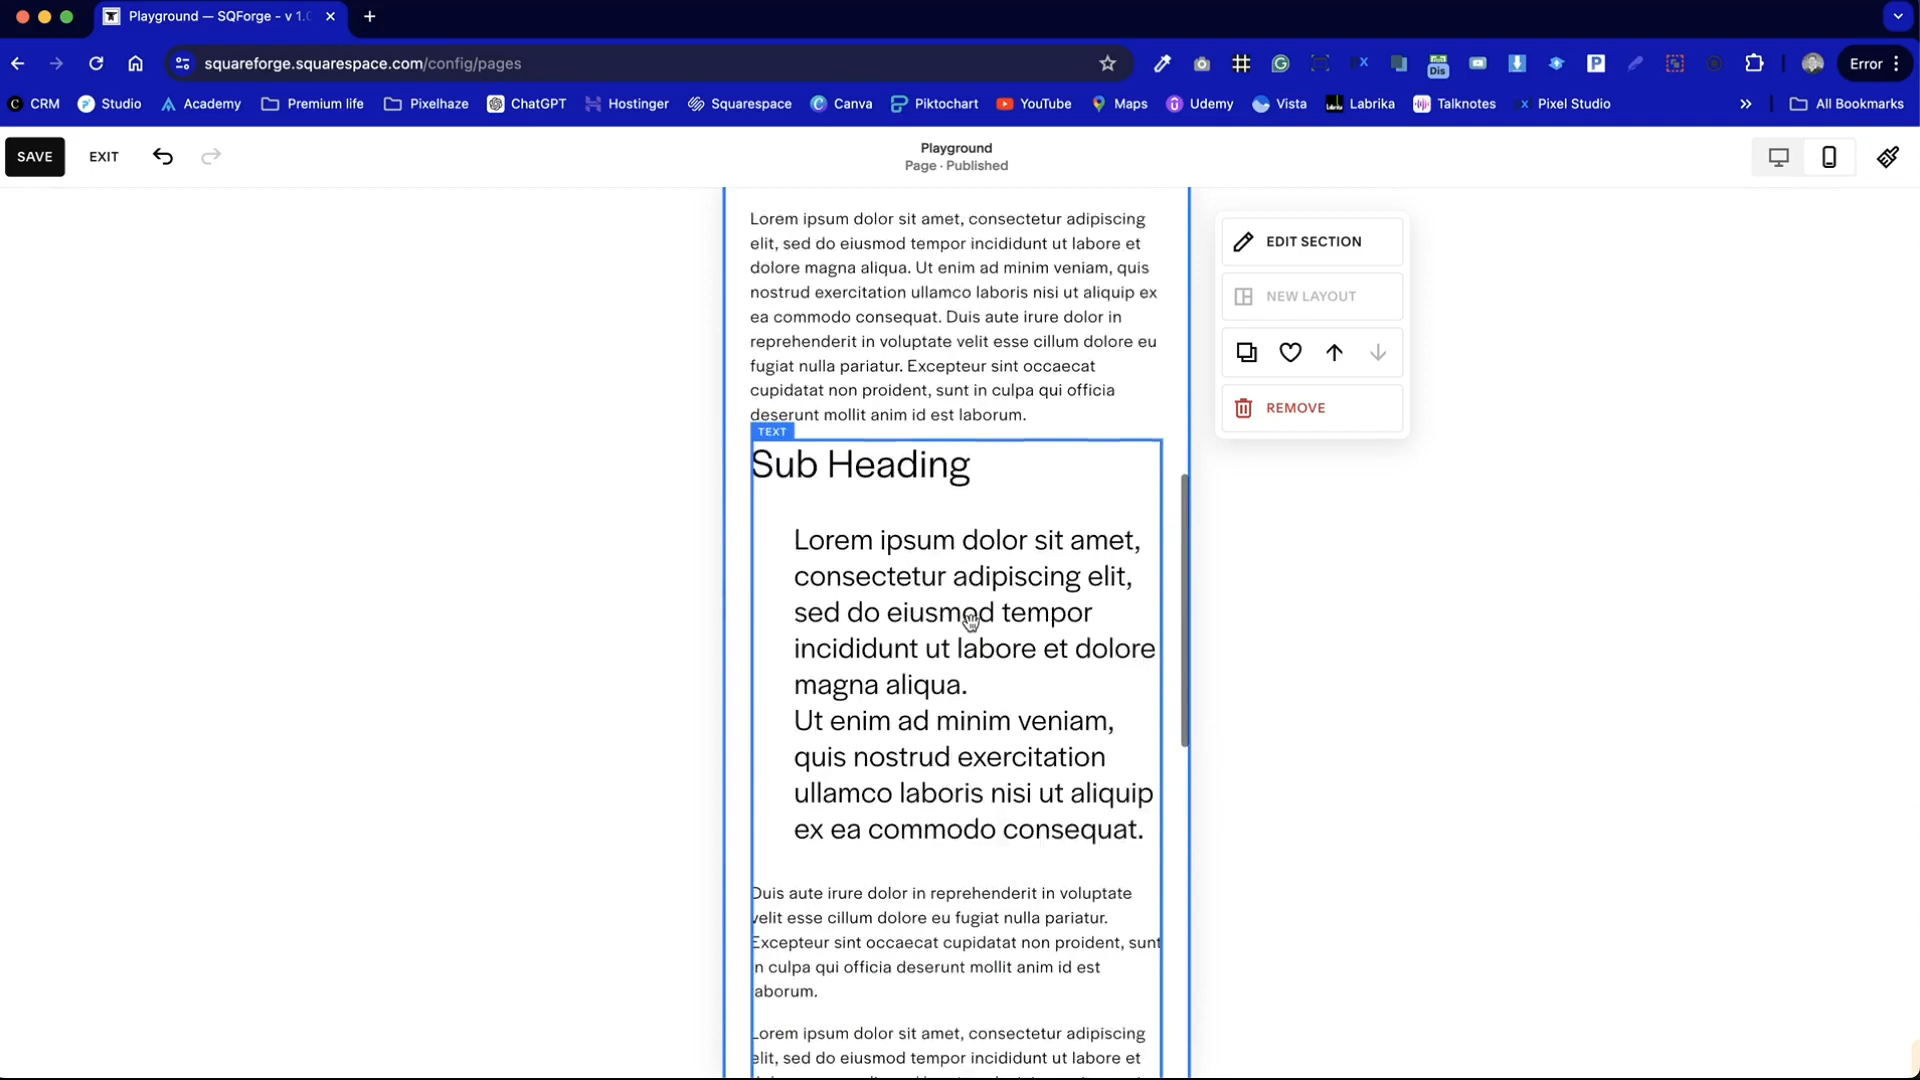 Playground — SQForge - v 1.0
squareforge.squarespace.com/config/pages
Dis
Error
CRM
Studio
Academy
Premium life
Pixelhaze
ChatGPT
Hostinger
Squarespace
Canva
Piktochart
YouTube
Maps
Udemy
Vista
Labrika
Talknotes
Pixel Studio
All Bookmarks
SAVE
EXIT
Playground
Page · Published
Lorem ipsum dolor sit amet, consectetur adipiscing
elit, sed do eiusmod tempor incididunt ut labore et
dolore magna aliqua. Ut enim ad minim veniam, quis
nostrud exercitation ullamco laboris nisi ut aliquip ex
ea commodo consequat. Duis aute irure dolor in
reprehenderit in voluptate velit esse cillum dolore eu
fugiat nulla pariatur. Excepteur sint occaecat
cupidatat non proident, sunt in culpa qui officia
deserunt mollit anim id est laborum.
EDIT SECTION
NEW LAYOUT
REMOVE
TEXT
Sub Heading
Lorem ipsum dolor sit amet,
consectetur adipiscing elit,
sed do eiusmod tempor
incididunt ut labore et dolore
magna aliqua.
Ut enim ad minim veniam,
quis nostrud exercitation
ullamco laboris nisi ut aliquip
ex ea commodo consequat.
Duis aute irure dolor in reprehenderit in voluptate
velit esse cillum dolore eu fugiat nulla pariatur.
Excepteur sint occaecat cupidatat non proident, sunt
in culpa qui officia deserunt mollit anim id est
laborum.
Lorem ipsum dolor sit amet, consectetur adipiscing
elit, sed do eiusmod tempor incididunt ut labore et